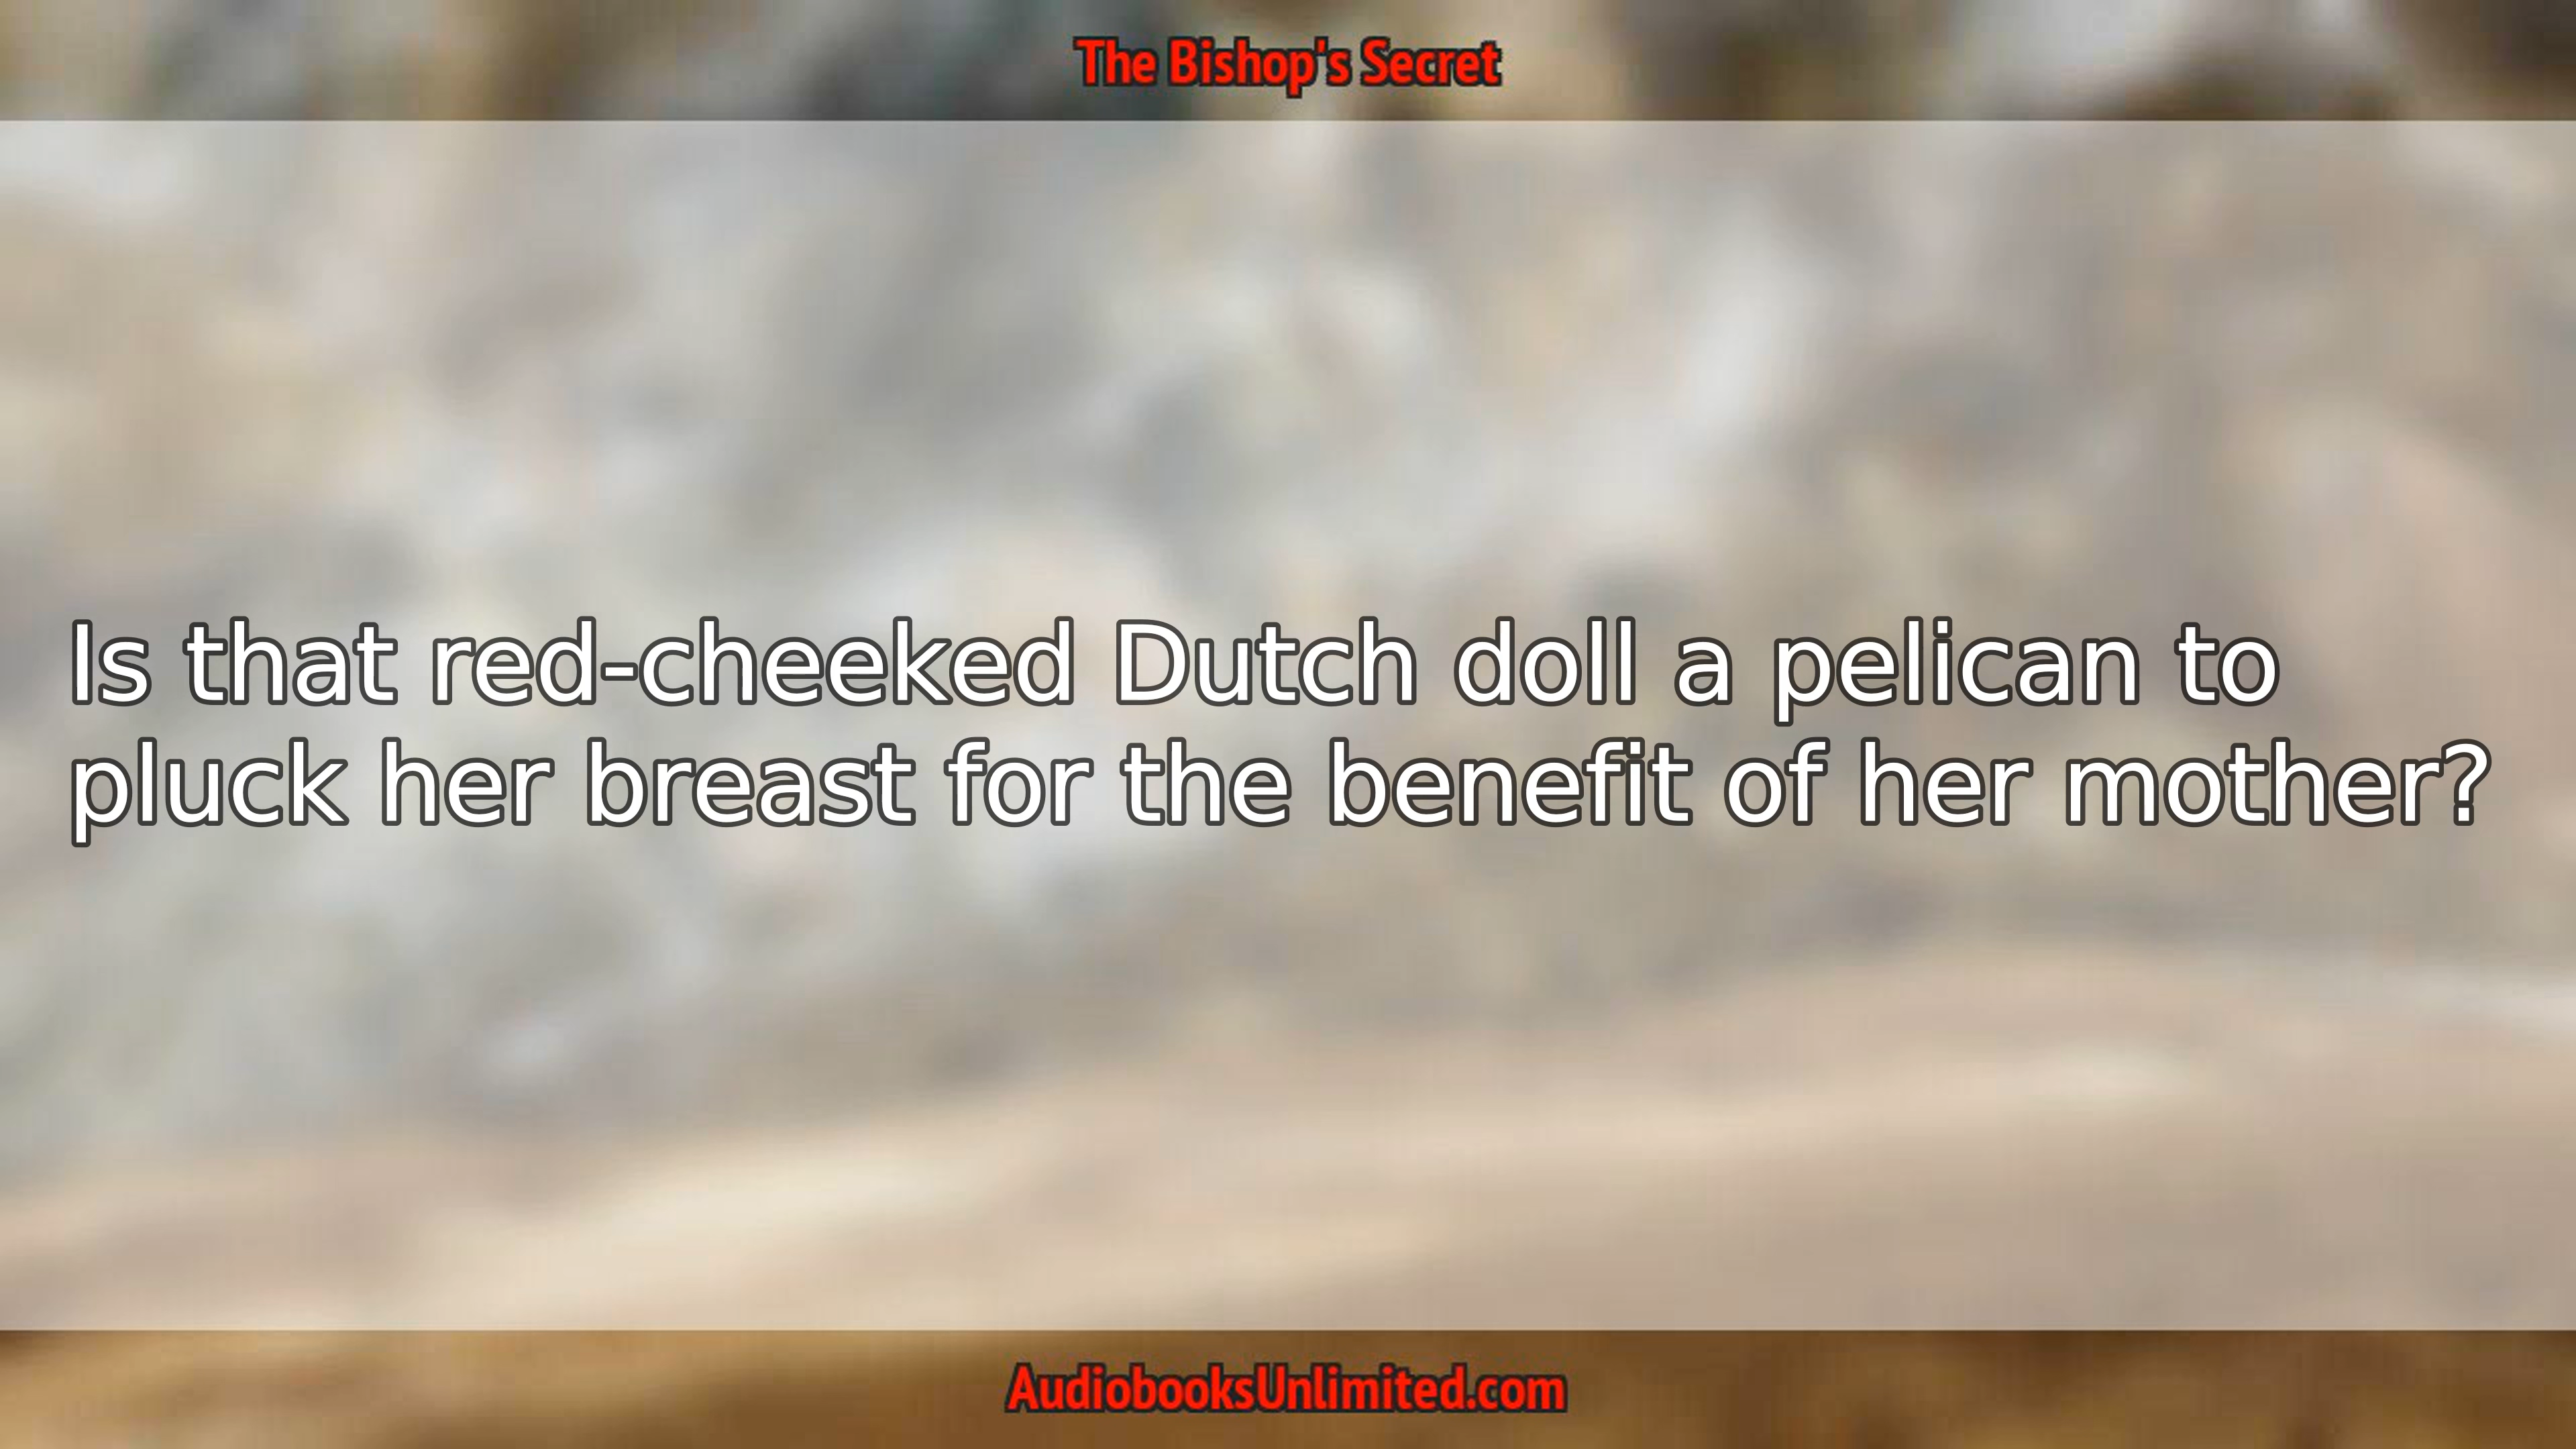 The Bishop's Secret
Is that red-cheeked Dutch doll a pelican to
pluck her breast for the benefit of her mother?
AudiobooksUnlimited.com